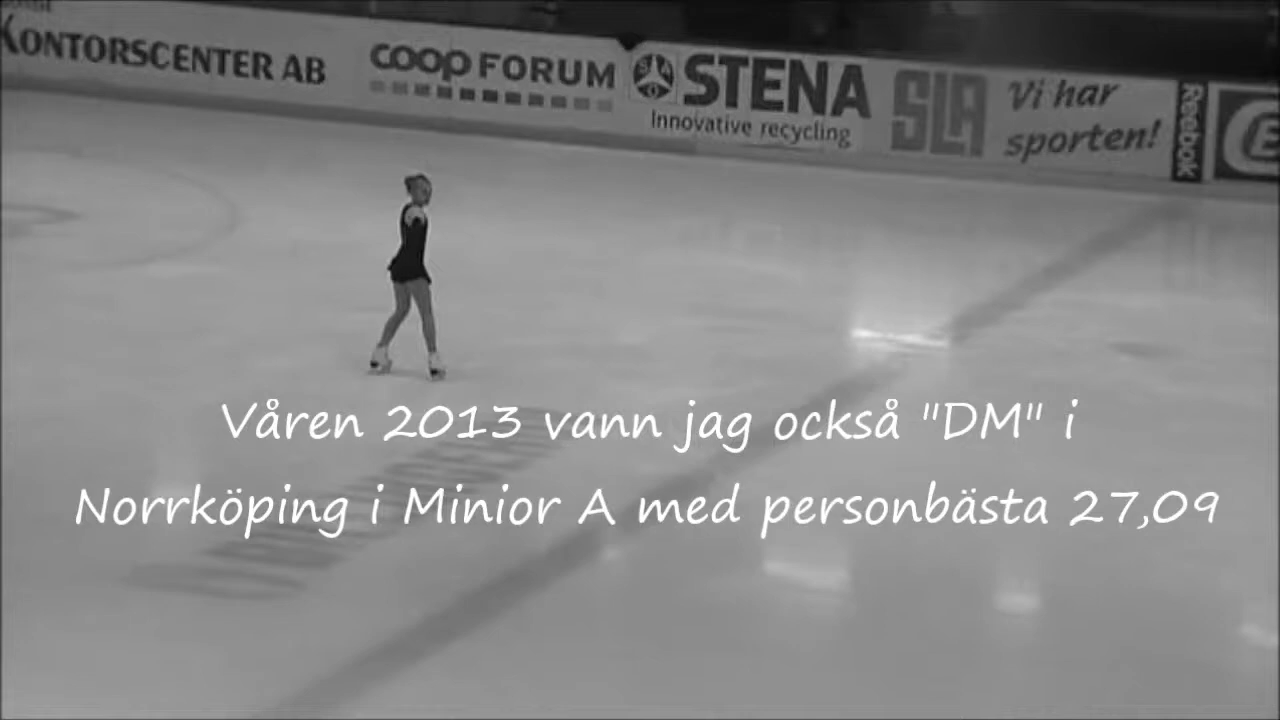 KONTORSCENTER AB
COOP FORUM
STENA
Innovative recycling
SLA
Vi har
sporten!
Reebok
Våren 2013 vann jag också "DM" i
Norrköping i Minior A med personbästa 27,09